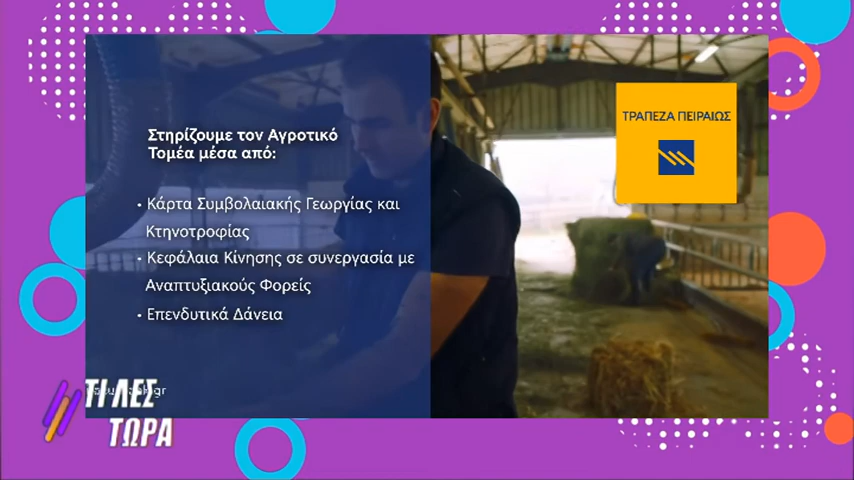 Στηρίζουμε τον Αγροτικό
Τομέα μέσα από:
• Κάρτα Συμβολαιακής Γεωργίας και
Κτηνοτροφίας
• Κεφάλαια Κίνησης σε συνεργασία με
Αναπτυξιακούς Φορείς
• Επενδυτικά Δάνεια
ΤΡΑΠΕΖΑ ΠΕΙΡΑΙΩΣ
ΤΙ ΛΕΣ
ΤΩΡΑ